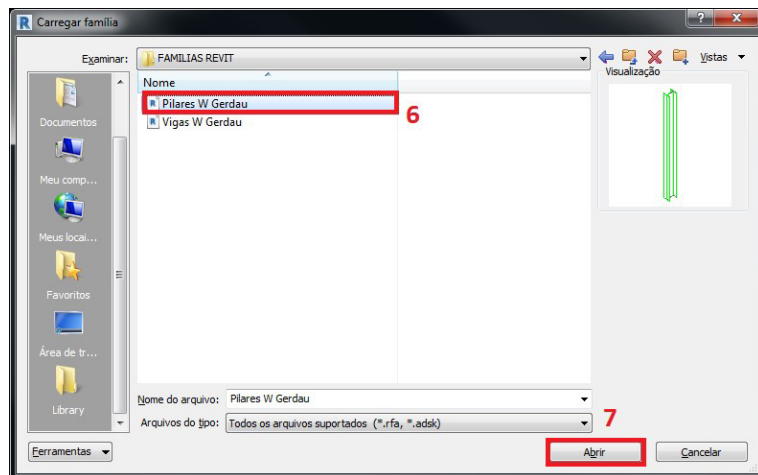 Carregar família
Examinar:
FAMILIAS REVIT
Vistas
Nome
Visualização
Pilares W Gerdau
6
Vigas W Gerdau
Documentos
Meu comp...
Meus locai...
Favoritos
Área de tr...
Library
Nome do arquivo:
Pilares W Gerdau
Arquivos do tipo:
Todos os arquivos suportados (*.rfa, *.adsk)
7
Ferramentas
Abrir
Cancelar